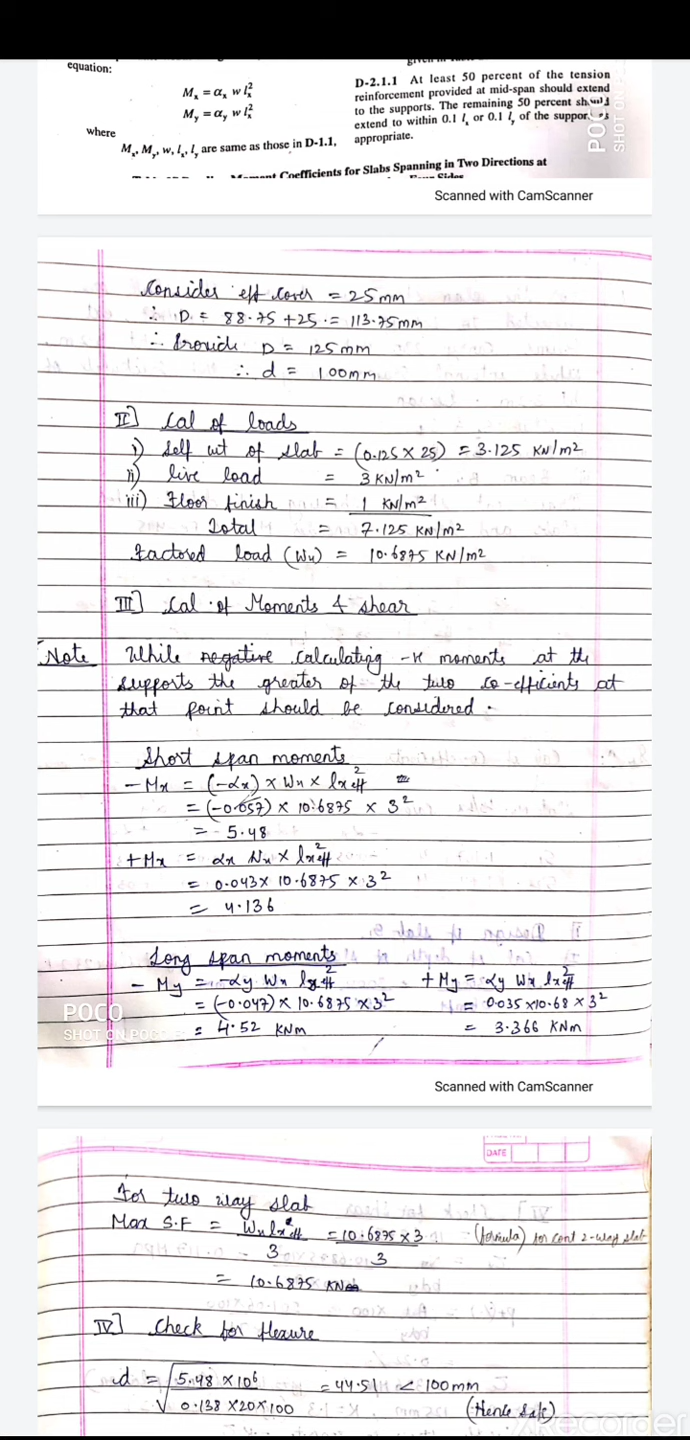 equation:
Mx = αx w lx²
My = αy w lx²
where
Mx, My, w, lx, ly are same as those in D-1.1,
D-2.1.1 At least 50 percent of the tension
reinforcement provided at mid-span should extend
to the supports. The remaining 50 percent should
extend to within 0.1 lx or 0.1 ly of the
appropriate.
Coefficients for Slabs Spanning in Two Directions at
Scanned with CamScanner
Consider eff cover = 25mm
∴ D = 88.75 + 25 = 113.75mm
∴ Provide D = 125mm
∴ d = 100mm
II] Cal of loads
i) Self wt of slab = (0.125 × 25) = 3.125 KN/m²
ii) live load = 3 KN/m²
iii) Floor finish = 1 KN/m²
Total = 7.125 KN/m²
Factored load (Wu) = 10.6875 KN/m²
III] Cal of Moments & shear
Note While negative calculating -ve moments at the
supports the greater of the two co-efficients at
that point should be considered.
Short span moments
- Mx = (-αx) × Wu × lx eff²
= (-0.057) × 10.6875 × 3²
= 5.48
+Mx = αx Wu × lx eff²
= 0.043 × 10.6875 × 3²
= 4.136
Long span moments
- My = -αy Wu lx eff² +My = αy Wu lx eff²
= (-0.047) × 10.6875 × 3² = 0.035 × 10.68 × 3²
= 4.52 KNm = 3.366 KNm
POCO
SHOT ON POCO
Scanned with CamScanner
DATE
For two way slab
Max S.F = Wu lx eff / 3 = 10.6875 × 3 / 3 (formula) for cont 2-way slab
= 10.6875 KN
IV] Check for flexure
d = √ 5.48 × 10⁶ / 0.138 × 20 × 100 = 44.51 < 100mm
(Hence safe)